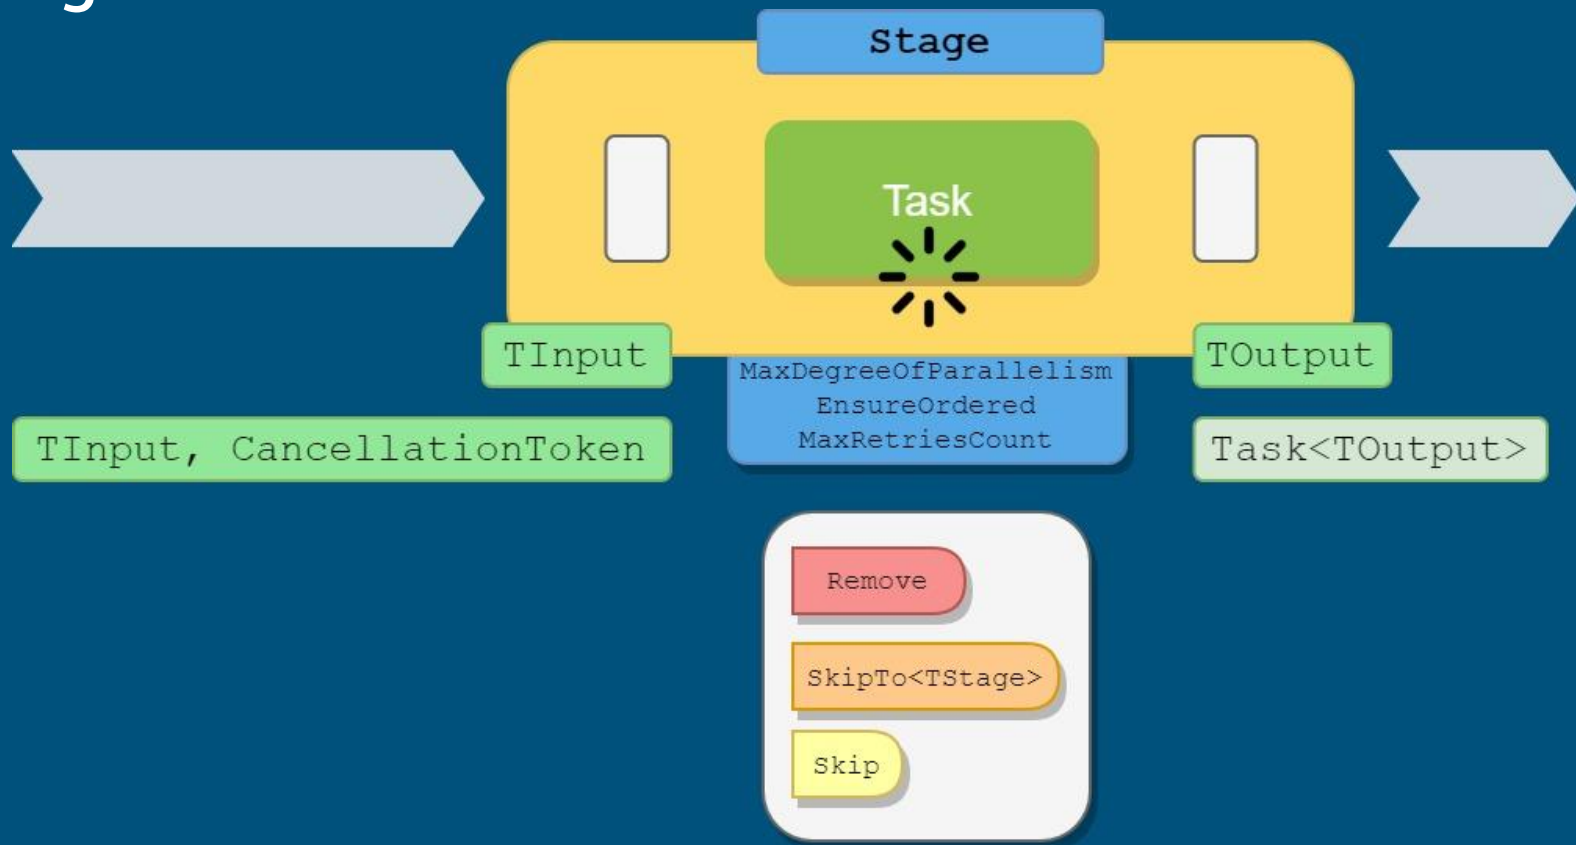 Stage
Task
TInput
TOutput
MaxDegreeOfParallelism
EnsureOrdered
MaxRetriesCount
TInput, CancellationToken
Task<TOutput>
Remove
SkipTo<TStage>
Skip